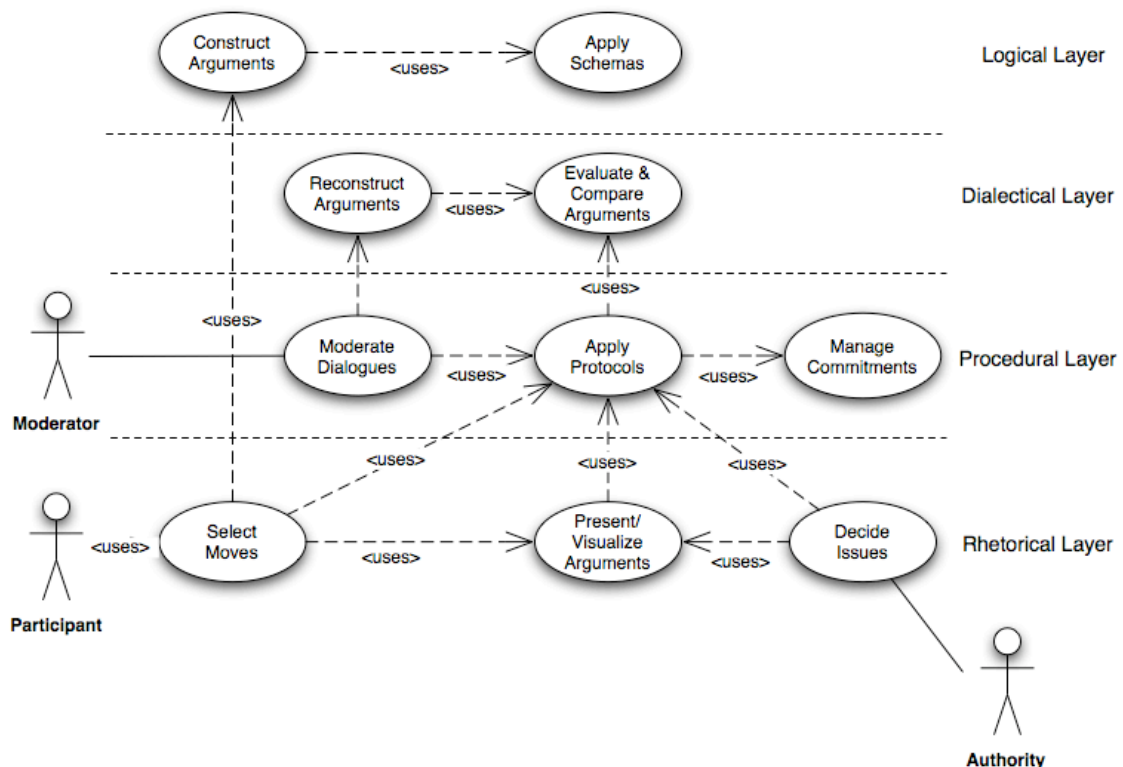 Construct
Arguments
<uses>
Apply
Schemas
Logical Layer
Reconstruct
Arguments
<uses>
Evaluate &
Compare
Arguments
Dialectical Layer
<uses>
<uses>
Moderator
Moderate
Dialogues
<uses>
Apply
Protocols
<uses>
Manage
Commitments
Procedural Layer
<uses>
<uses>
<uses>
Participant
<uses>
Select
Moves
<uses>
Present/
Visualize
Arguments
<uses>
Decide
Issues
Rhetorical Layer
Authority